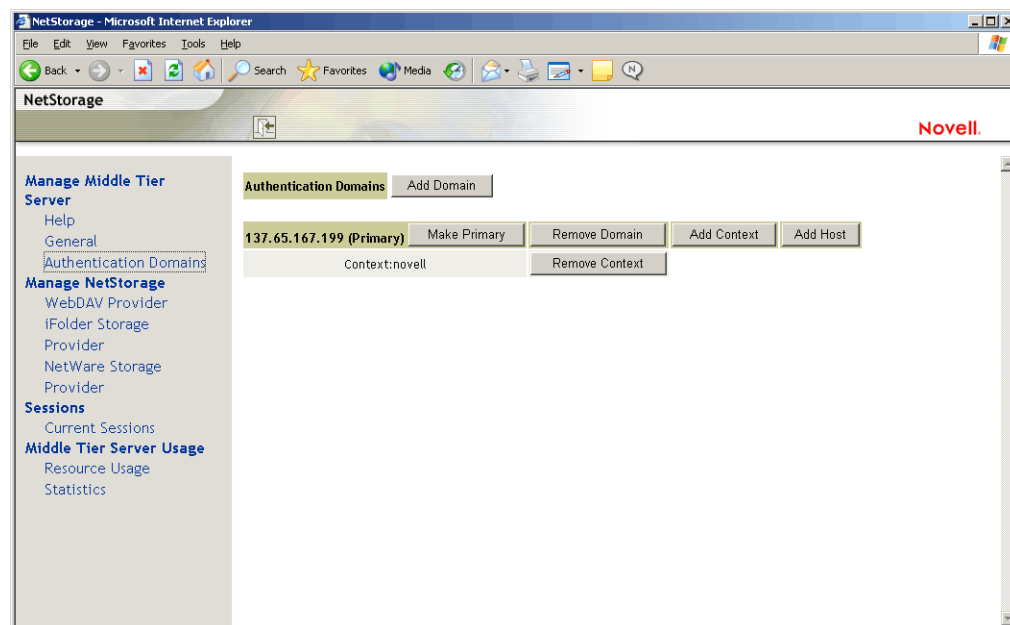 NetStorage - Microsoft Internet Explorer
File Edit View Favorites Tools Help
Back Search Favorites Media
NetStorage
Novell.
Manage Middle Tier
Server
Help
General
Authentication Domains
Manage NetStorage
WebDAV Provider
iFolder Storage
Provider
NetWare Storage
Provider
Sessions
Current Sessions
Middle Tier Server Usage
Resource Usage
Statistics
Authentication Domains Add Domain
137.65.167.199 (Primary) Make Primary Remove Domain Add Context Add Host
Context:novell Remove Context